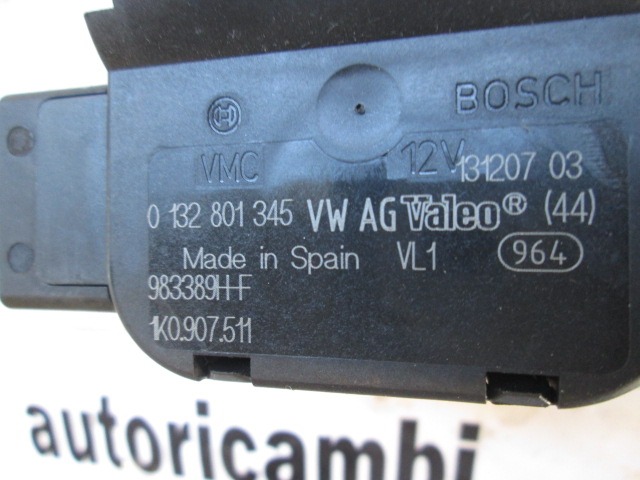 BOSCH
VMC 12V 131207 03
0 132 801 345 VW AG Valeo® (44)
Made in Spain VL1 964
983389H-F
1K0.907.511
autoricambi